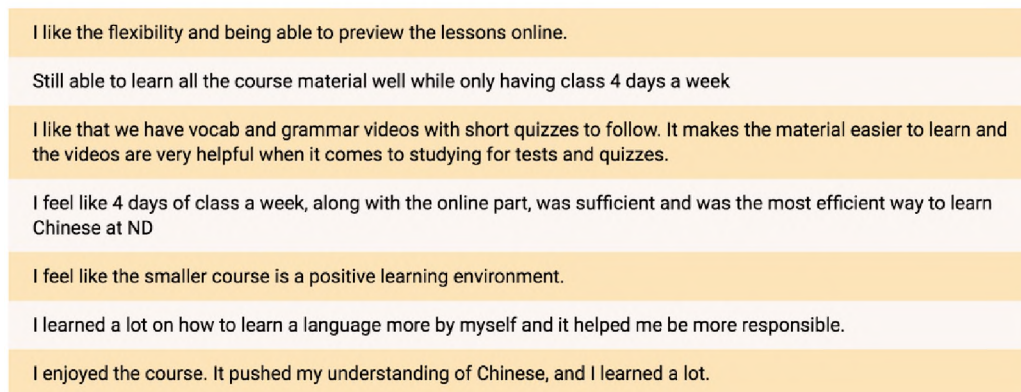 I like the flexibility and being able to preview the lessons online.
Still able to learn all the course material well while only having class 4 days a week
I like that we have vocab and grammar videos with short quizzes to follow. It makes the material easier to learn and
the videos are very helpful when it comes to studying for tests and quizzes.
I feel like 4 days of class a week, along with the online part, was sufficient and was the most efficient way to learn
Chinese at ND
I feel like the smaller course is a positive learning environment.
I learned a lot on how to learn a language more by myself and it helped me be more responsible.
I enjoyed the course. It pushed my understanding of Chinese, and I learned a lot.